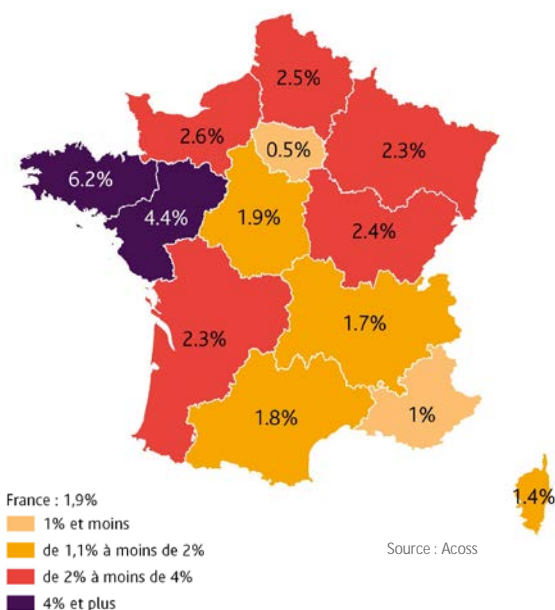 2.5%
2.6%
0.5%
2.3%
6.2%
4.4%
1.9%
2.4%
2.3%
1.7%
1.8%
1%
1.4%
France : 1,9%
1% et moins
de 1,1% à moins de 2%
de 2% à moins de 4%
4% et plus
Source : Acoss